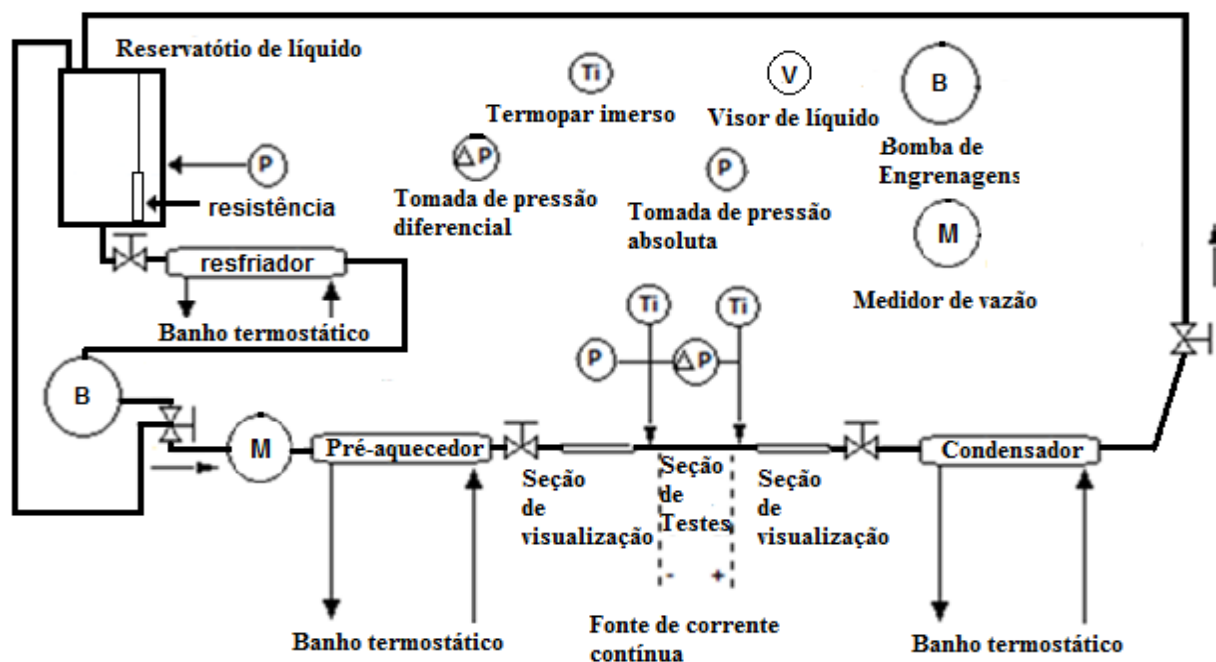 Reservatótio de líquido
Ti
Termopar imerso
V
Visor de líquido
B
Bomba de
Engrenagens
P
resistência
△P
Tomada de pressão
diferencial
P
Tomada de pressão
absoluta
M
Medidor de vazão
resfriador
Banho termostático
Ti
Ti
P
△P
B
M
Pré-aquecedor
Seção
de
visualização
Seção
de
Testes
Seção
de
visualização
Condensador
- +
Banho termostático
Fonte de corrente
contínua
Banho termostático